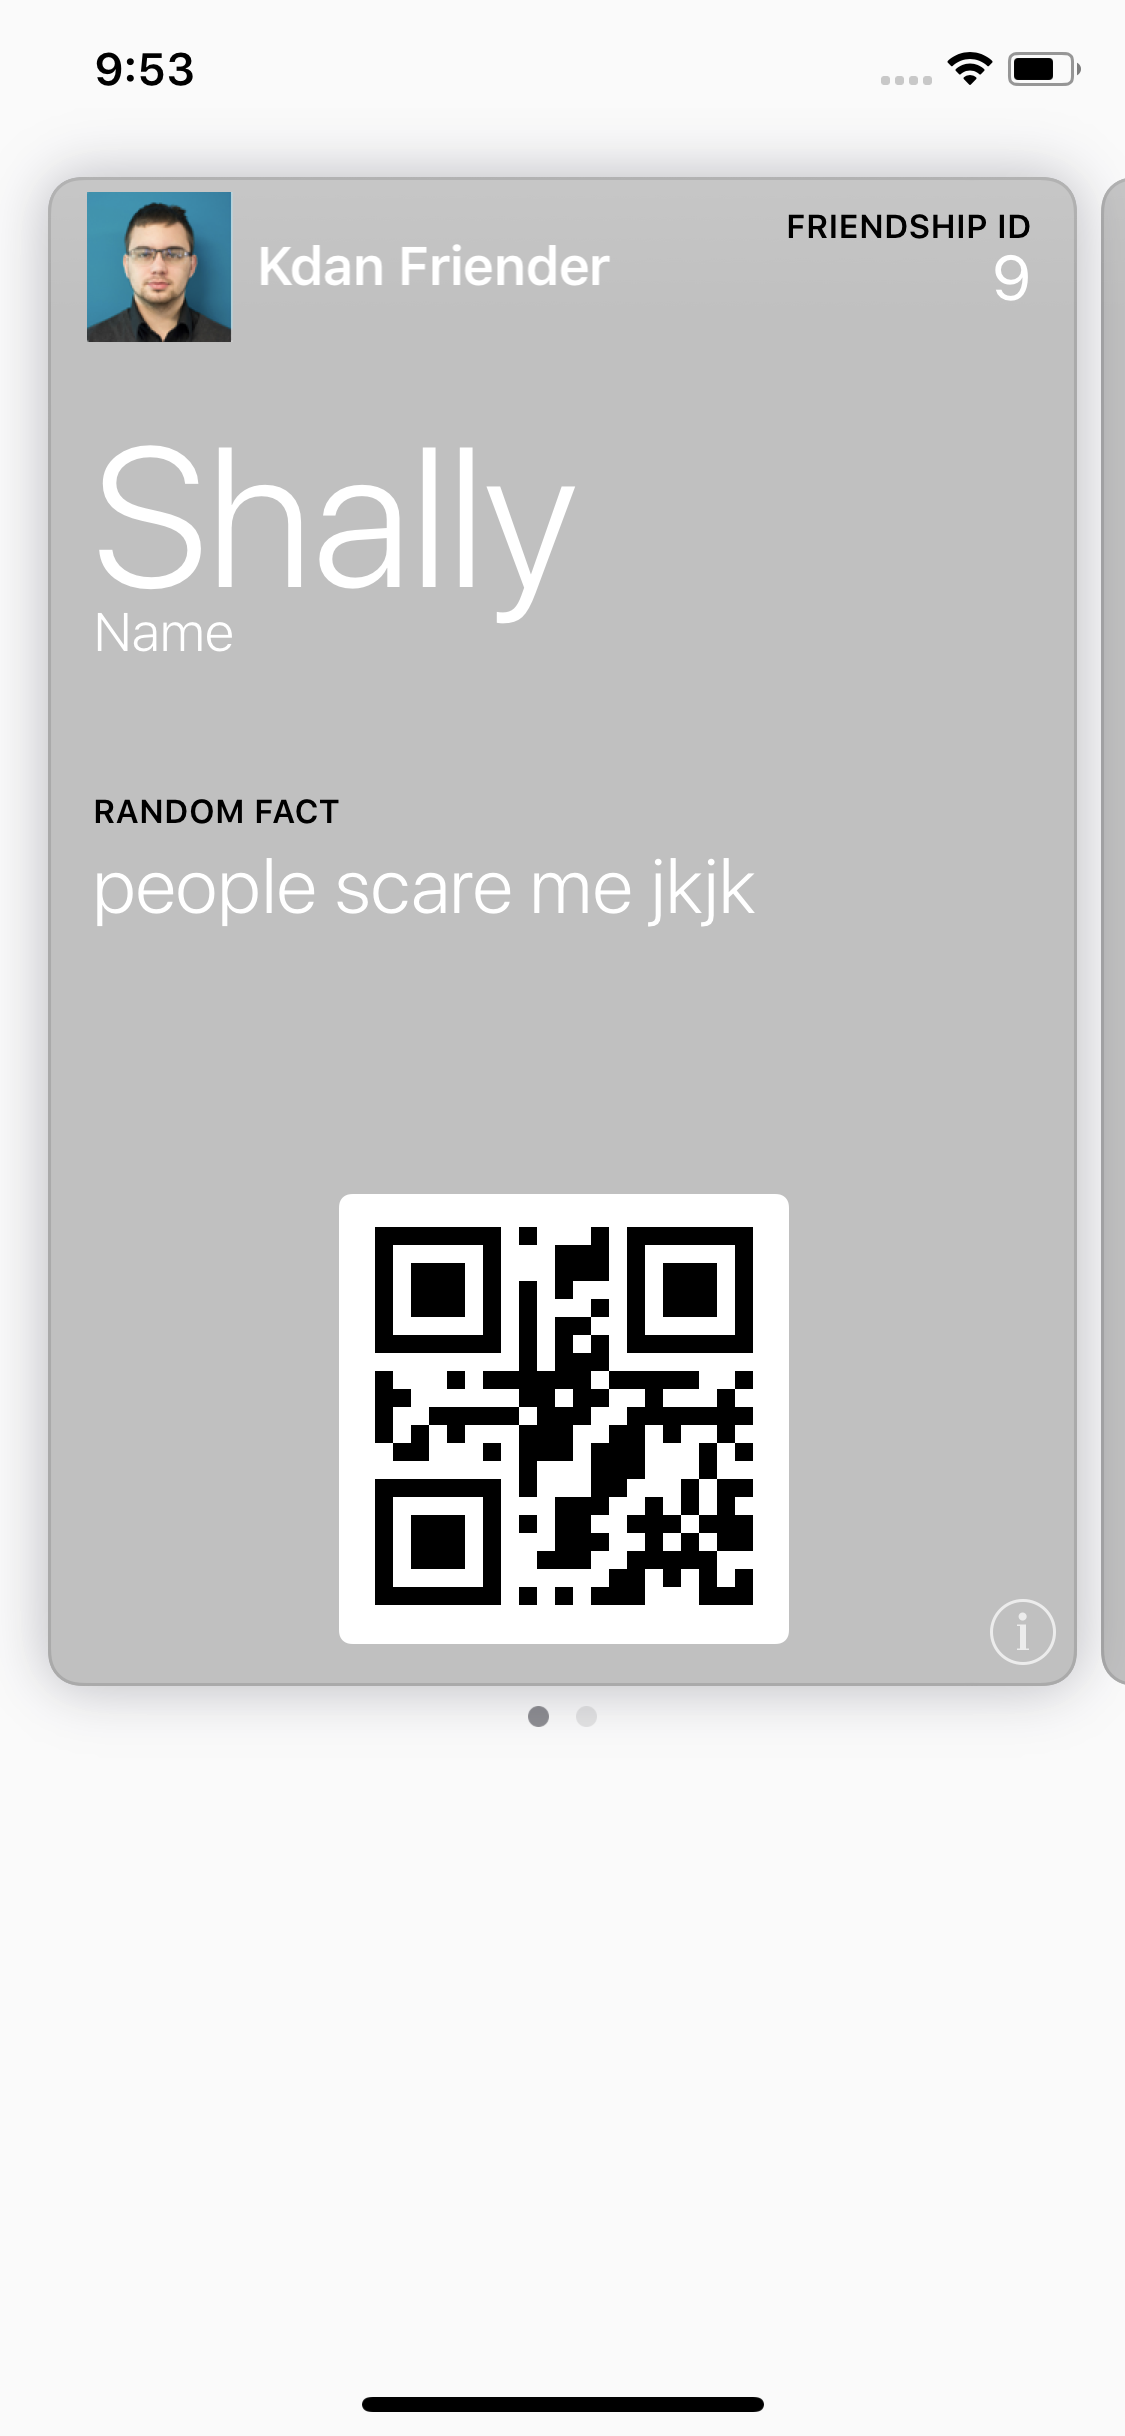 9:53
Kdan Friender
FRIENDSHIP ID
9
Shally
Name
RANDOM FACT
people scare me jkjk
i